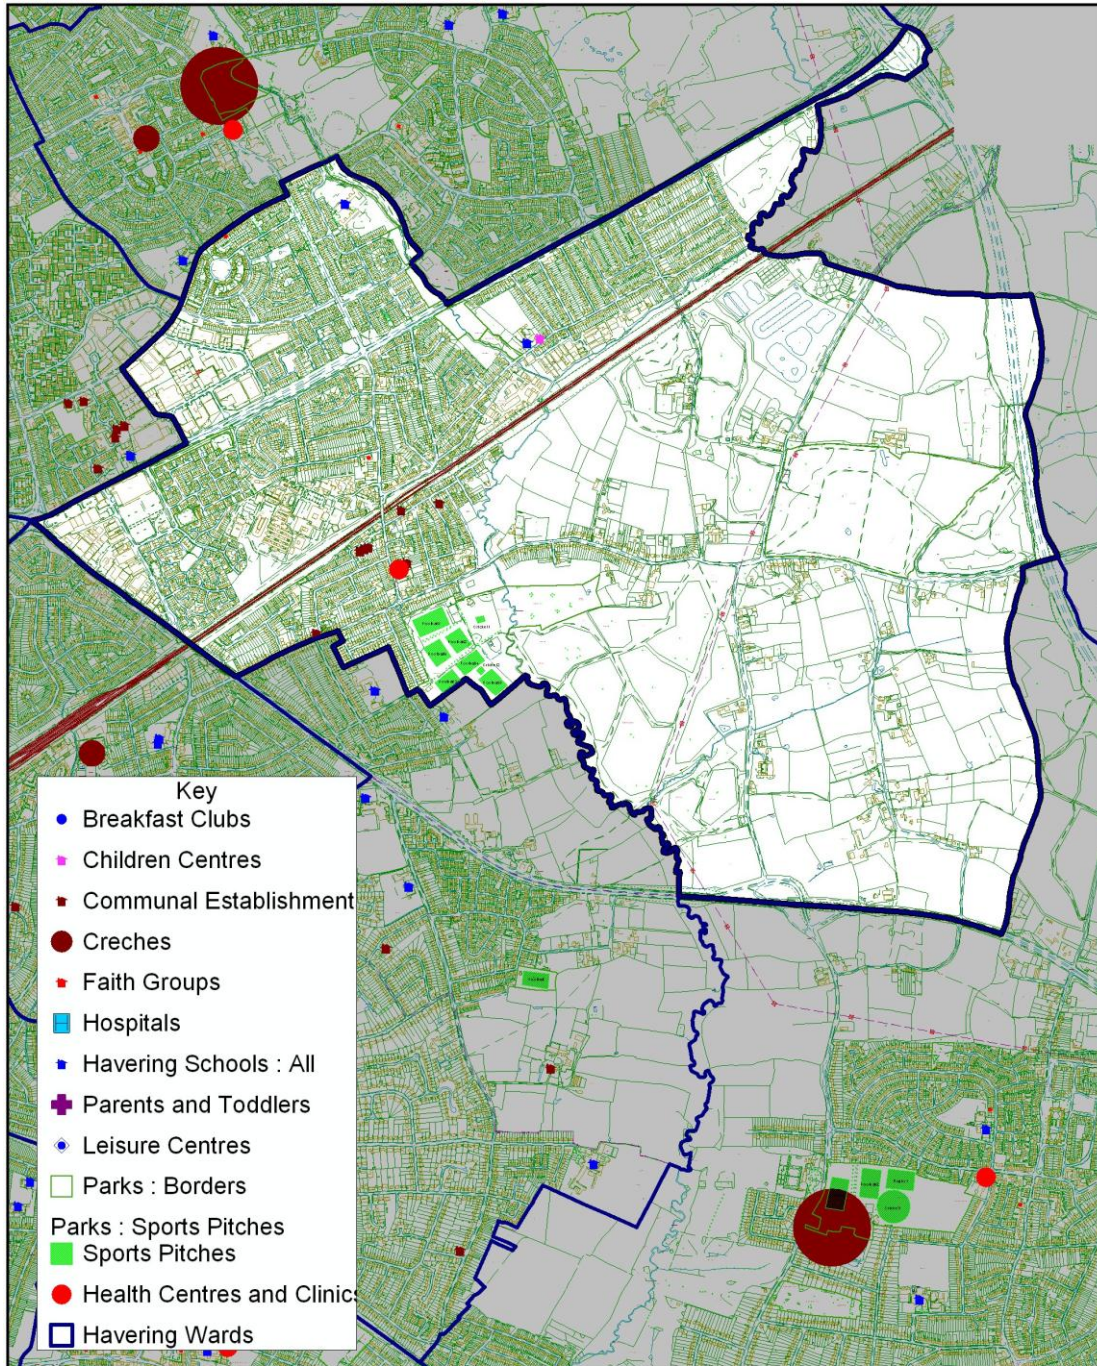 Key
Breakfast Clubs
Children Centres
Communal Establishment
Creches
Faith Groups
Hospitals
Havering Schools : All
Parents and Toddlers
Leisure Centres
Parks : Borders
Parks : Sports Pitches
Sports Pitches
Health Centres and Clinics
Havering Wards